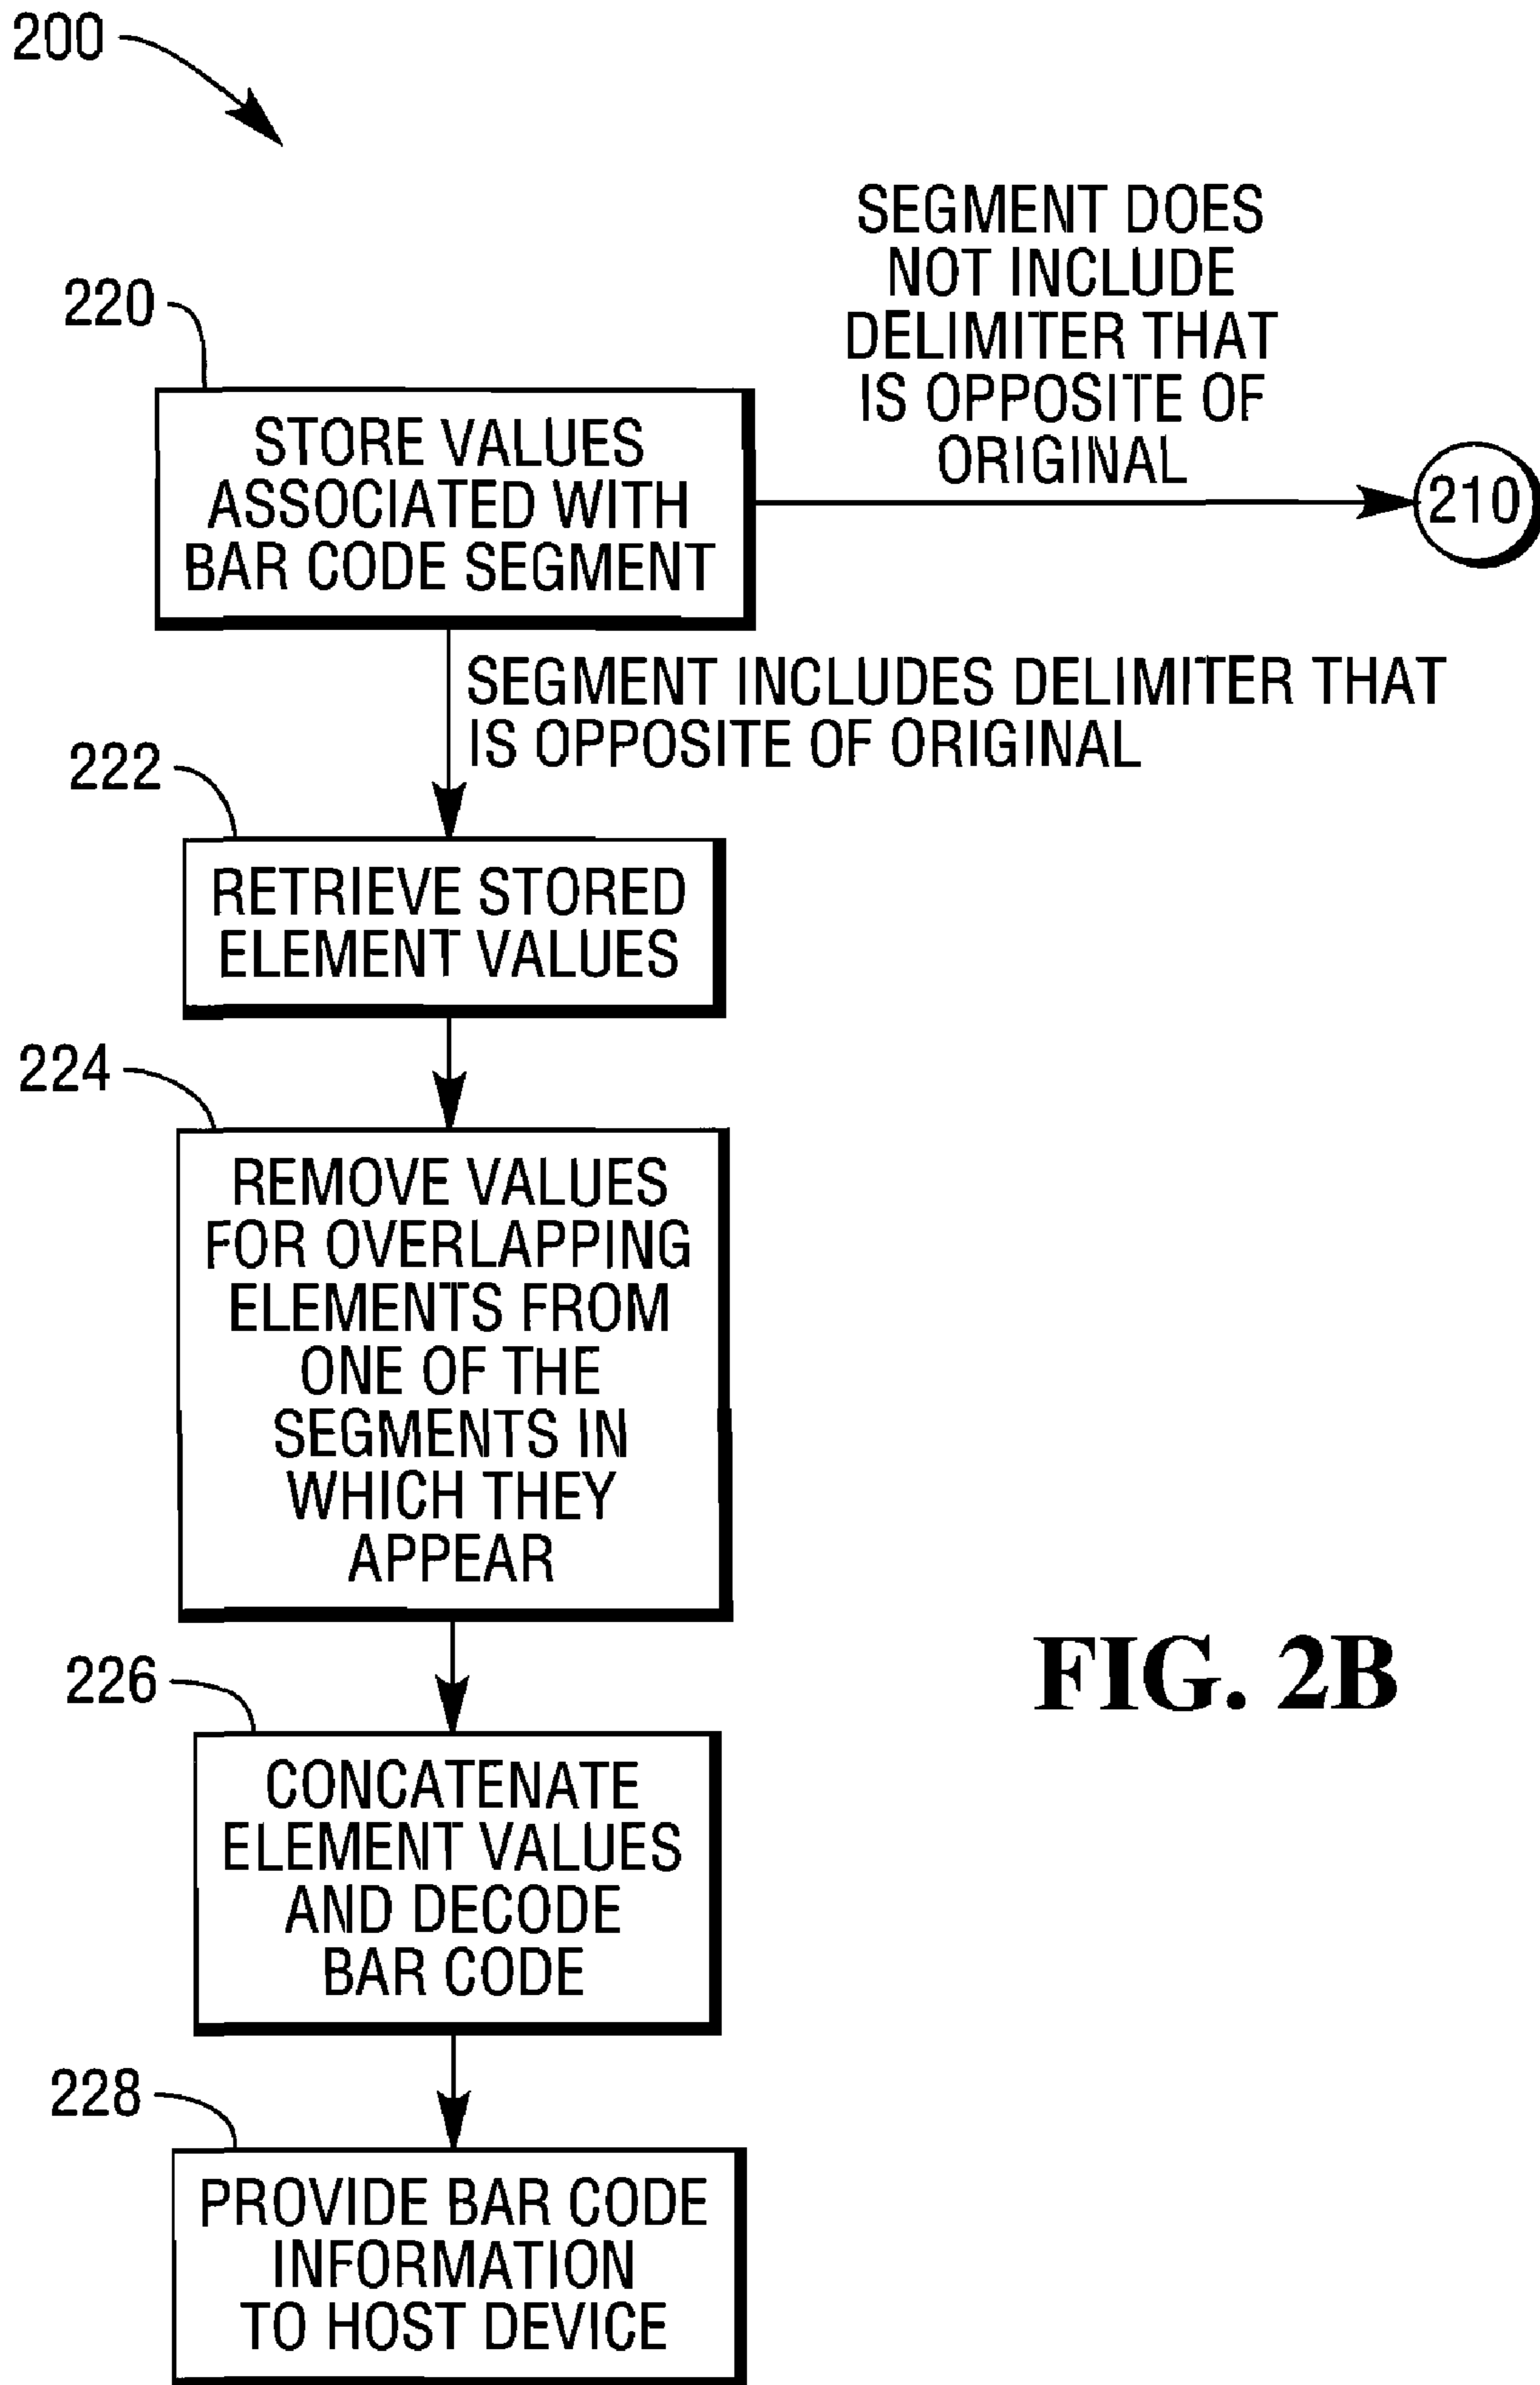 200
SEGMENT DOES
NOT INCLUDE
DELIMITER THAT
IS OPPOSITE OF
ORIGINAL
220
STORE VALUES
ASSOCIATED WITH
BAR CODE SEGMENT
210
SEGMENT INCLUDES DELIMITER THAT
IS OPPOSITE OF ORIGINAL
222
RETRIEVE STORED
ELEMENT VALUES
224
REMOVE VALUES
FOR OVERLAPPING
ELEMENTS FROM
ONE OF THE
SEGMENTS IN
WHICH THEY
APPEAR
FIG. 2B
226
CONCATENATE
ELEMENT VALUES
AND DECODE
BAR CODE
228
PROVIDE BAR CODE
INFORMATION
TO HOST DEVICE